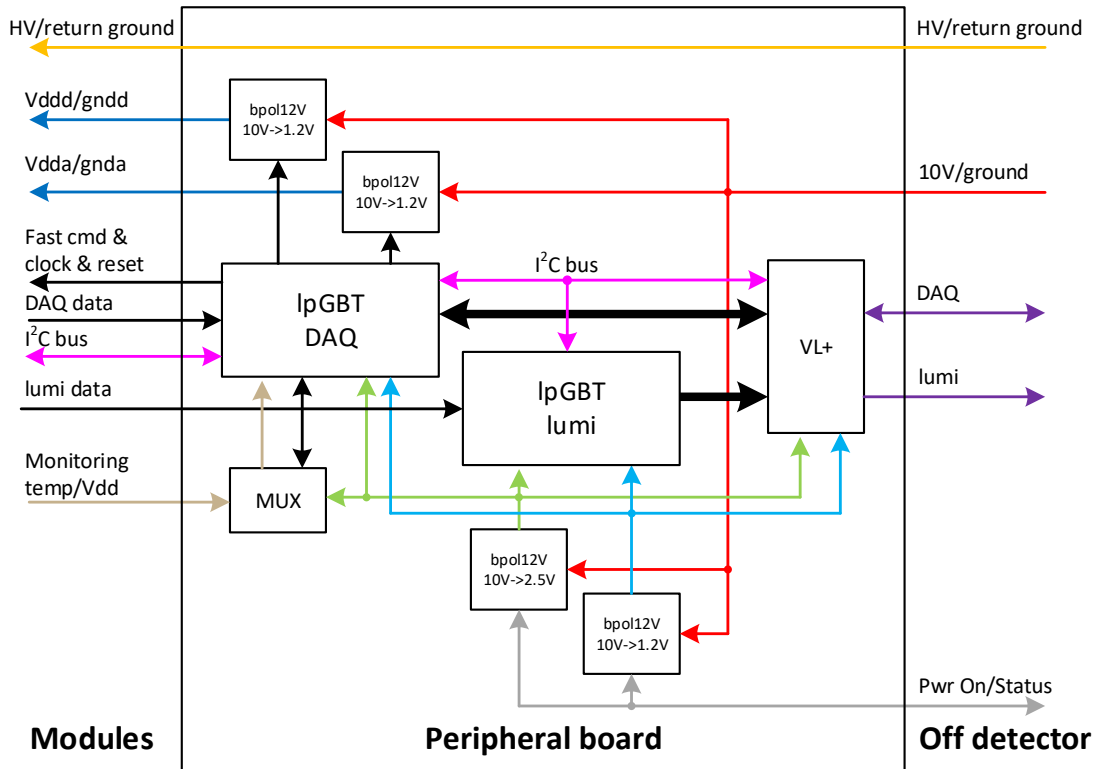 HV/return ground
HV/return ground
Vddd/gndd
bpol12V
10V->1.2V
Vdda/gnda
bpol12V
10V->1.2V
10V/ground
Fast cmd &
clock & reset
DAQ data
I²C bus
lumi data
lpGBT
DAQ
I²C bus
lpGBT
lumi
VL+
DAQ
lumi
Monitoring
temp/Vdd
MUX
bpol12V
10V->2.5V
bpol12V
10V->1.2V
Pwr On/Status
Modules
Peripheral board
Off detector